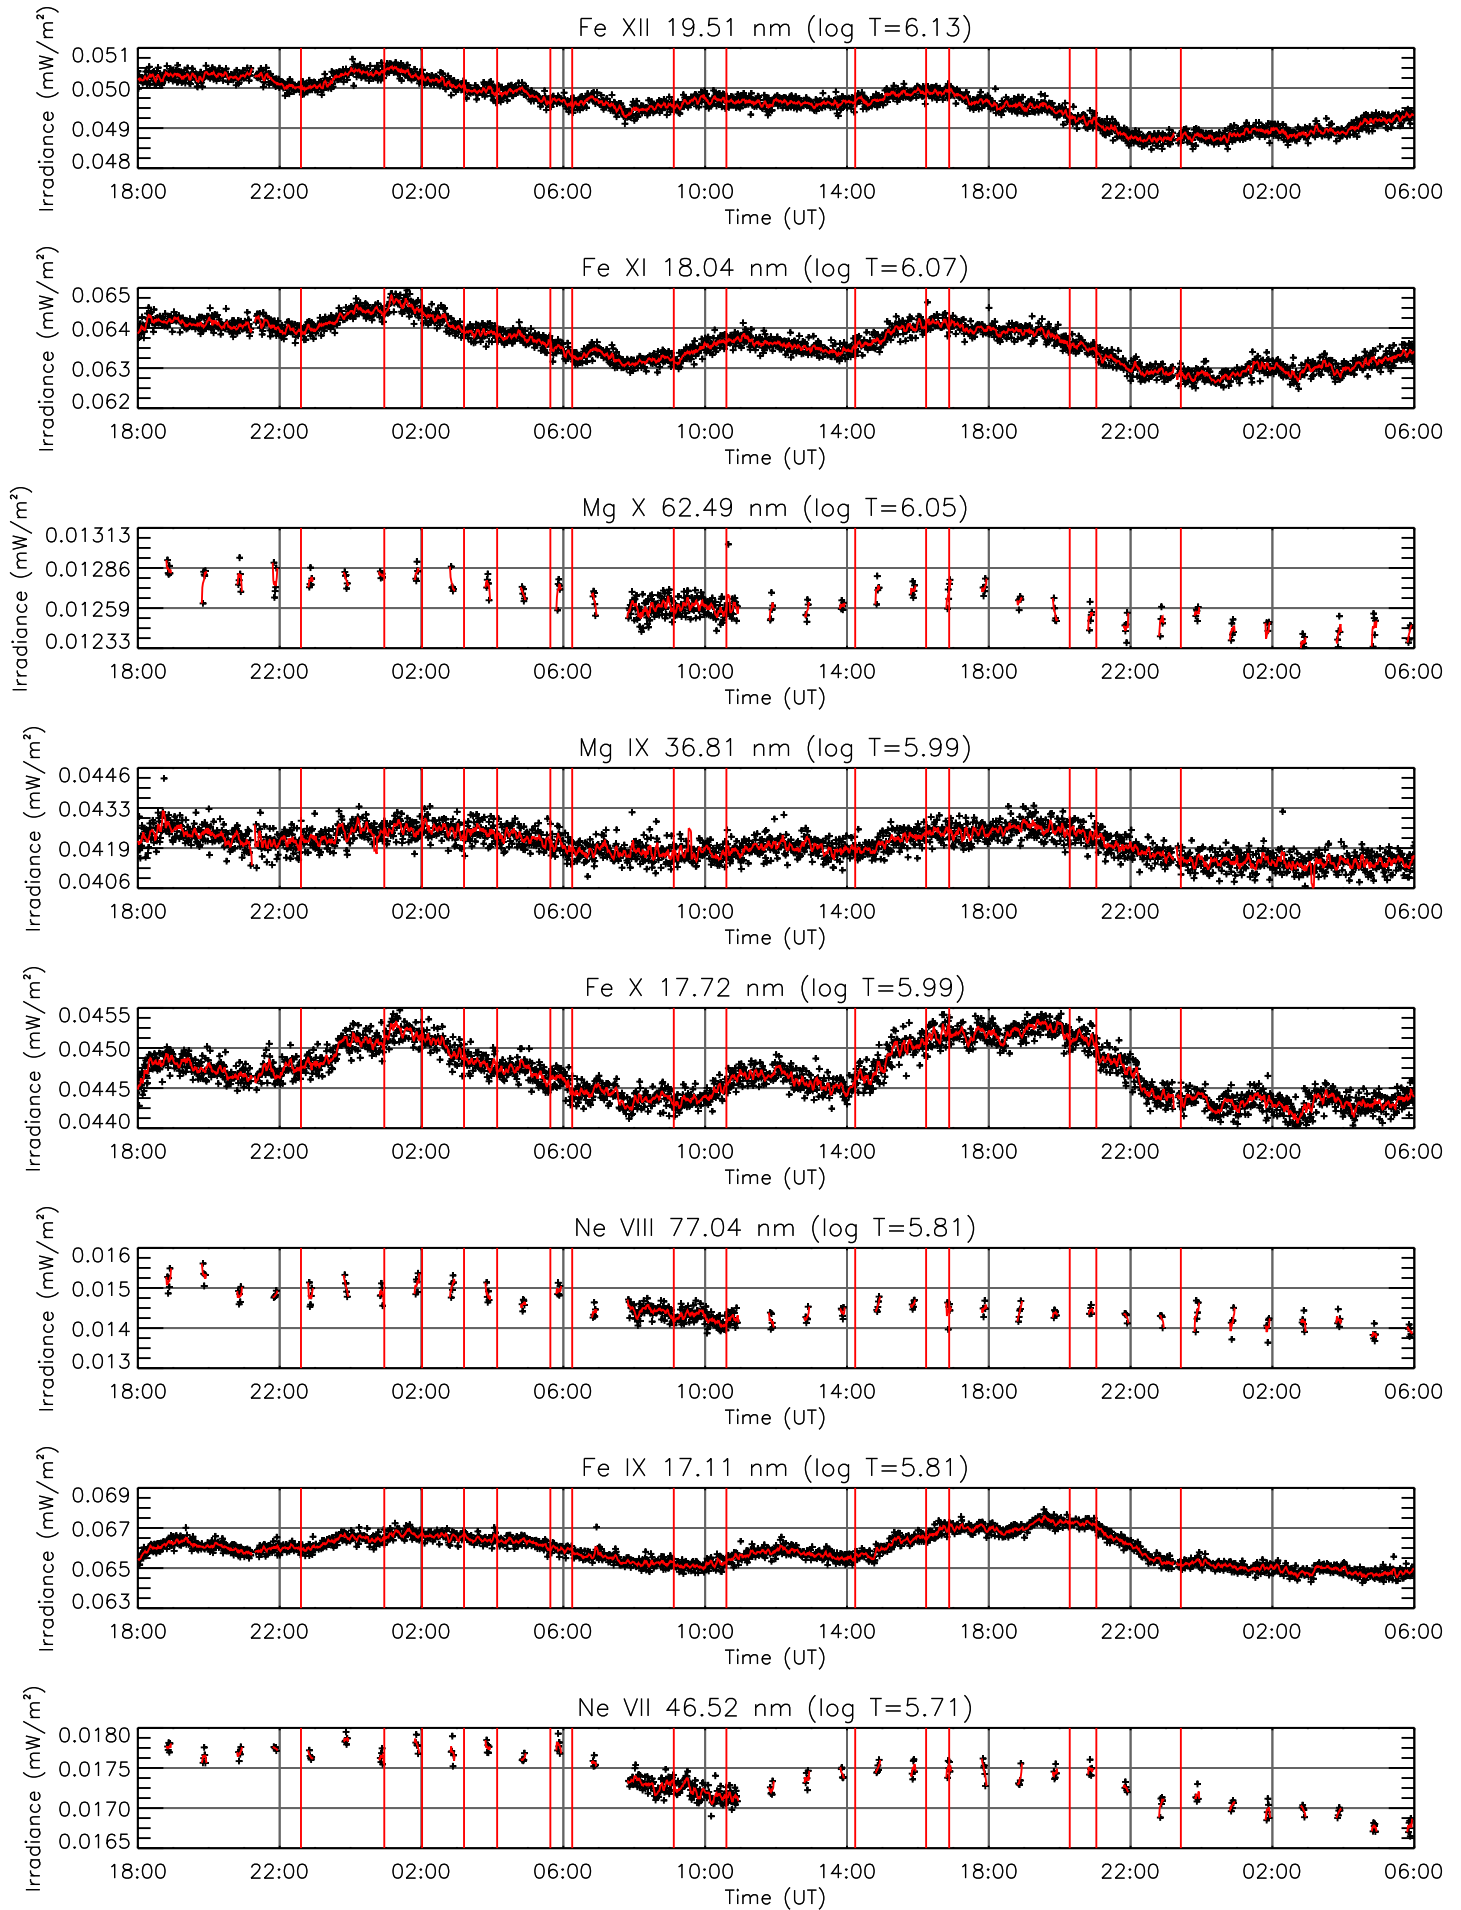 Fe XII 19.51 nm (log T=6.13)
Irradiance (mW/m²)
0.051
0.050
0.049
0.048
18:00 22:00 02:00 06:00 10:00 14:00 18:00 22:00 02:00 06:00
Time (UT)
Fe XI 18.04 nm (log T=6.07)
Irradiance (mW/m²)
0.065
0.064
0.063
0.062
18:00 22:00 02:00 06:00 10:00 14:00 18:00 22:00 02:00 06:00
Time (UT)
Mg X 62.49 nm (log T=6.05)
Irradiance (mW/m²)
0.01313
0.01286
0.01259
0.01233
18:00 22:00 02:00 06:00 10:00 14:00 18:00 22:00 02:00 06:00
Time (UT)
Mg IX 36.81 nm (log T=5.99)
Irradiance (mW/m²)
0.0446
0.0433
0.0419
0.0406
18:00 22:00 02:00 06:00 10:00 14:00 18:00 22:00 02:00 06:00
Time (UT)
Fe X 17.72 nm (log T=5.99)
Irradiance (mW/m²)
0.0455
0.0450
0.0445
0.0440
18:00 22:00 02:00 06:00 10:00 14:00 18:00 22:00 02:00 06:00
Time (UT)
Ne VIII 77.04 nm (log T=5.81)
Irradiance (mW/m²)
0.016
0.015
0.014
0.013
18:00 22:00 02:00 06:00 10:00 14:00 18:00 22:00 02:00 06:00
Time (UT)
Fe IX 17.11 nm (log T=5.81)
Irradiance (mW/m²)
0.069
0.067
0.065
0.063
18:00 22:00 02:00 06:00 10:00 14:00 18:00 22:00 02:00 06:00
Time (UT)
Ne VII 46.52 nm (log T=5.71)
Irradiance (mW/m²)
0.0180
0.0175
0.0170
0.0165
18:00 22:00 02:00 06:00 10:00 14:00 18:00 22:00 02:00 06:00
Time (UT)